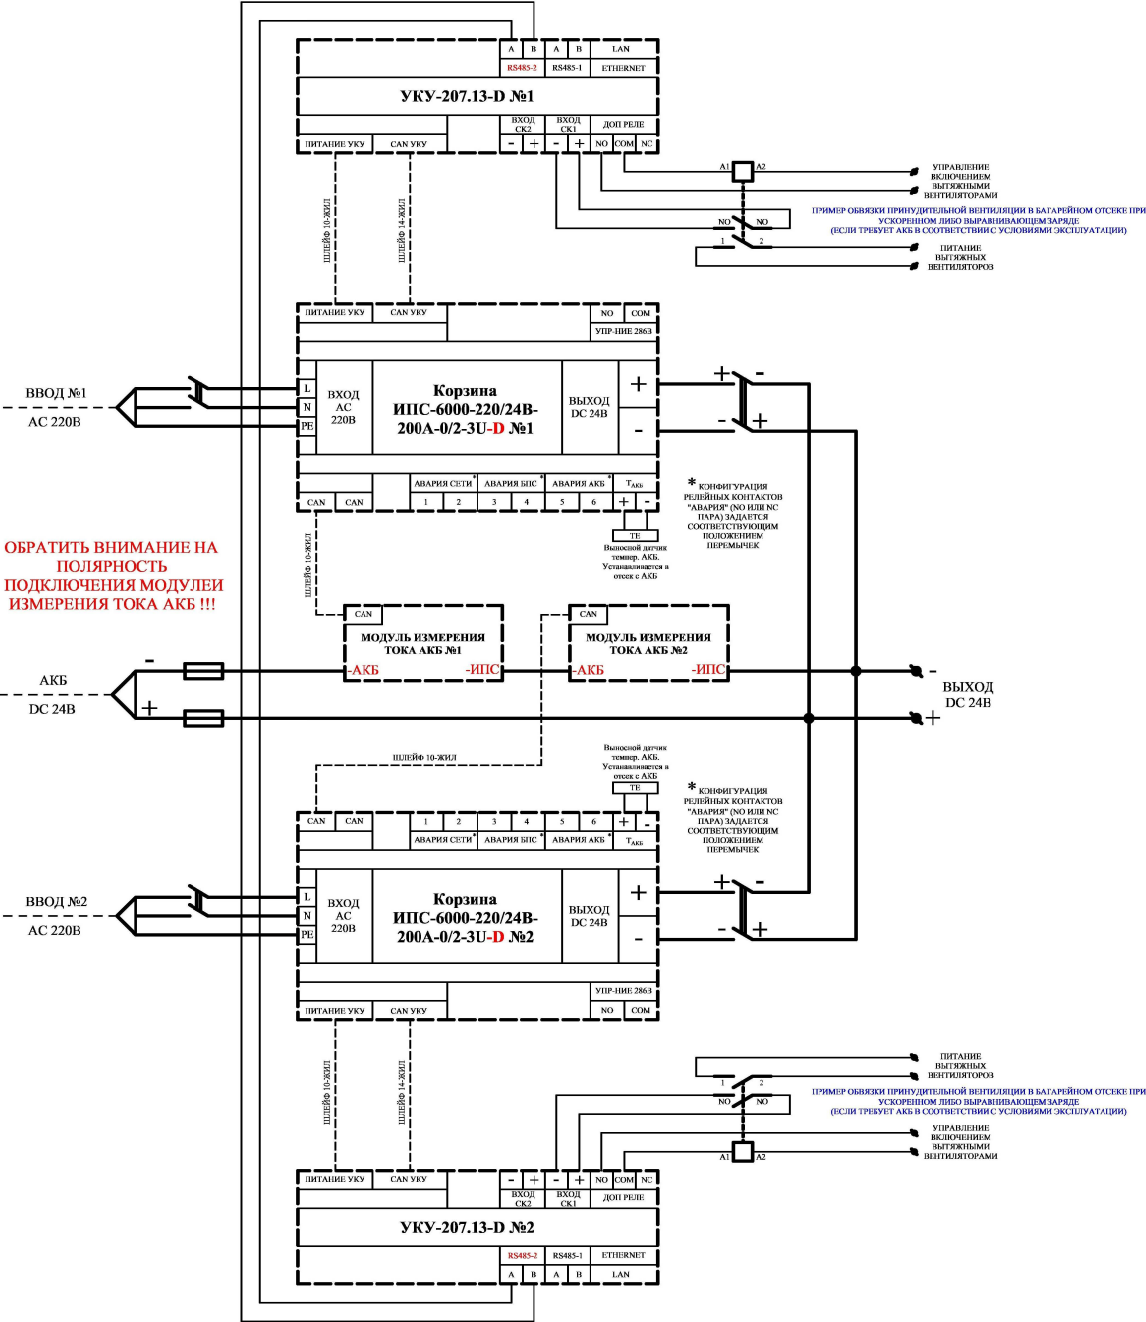 A B A B LAN
RS485-2 RS485-1 ETHERNET
УКУ-207.13-D №1
ВХОД СК2 ВХОД СК1 ДОП РЕЛЕ
ПИТАНИЕ УКУ CAN УКУ - + - + NO COM NC
A1 A2
УПРАВЛЕНИЕ
ВКЛЮЧЕНИЕМ
ВЫТЯЖНЫМИ
ВЕНТИЛЯТОРАМИ
ШЛЕЙФ 10-ЖИЛ
ШЛЕЙФ 14-ЖИЛ
ПРИМЕР ОБВЯЗКИ ПРИНУДИТЕЛЬНОЙ ВЕНТИЛЯЦИИ В БАТАРЕЙНОМ ОТСЕКЕ ПРИ
УСКОРЕННОМ ЛИБО ВЫРАВНИВАЮЩЕМ ЗАРЯДЕ
(ЕСЛИ ТРЕБУЕТ АКБ В СООТВЕТСТВИИ С УСЛОВИЯМИ ЭКСПЛУАТАЦИИ)
NO NO
1 2
ПИТАНИЕ
ВЫТЯЖНЫХ
ВЕНТИЛЯТОРОВ
ПИТАНИЕ УКУ CAN УКУ NO COM
УПР-НИЕ 2863
ВВОД №1
AC 220В
L
N
PE
ВХОД
AC
220В
Корзина
ИПС-6000-220/24В-
200А-0/2-3U-D №1
ВЫХОД
DC 24В
+
-
+ -
- +
АВАРИЯ СЕТИ* АВАРИЯ БПС* АВАРИЯ АКБ* TАКБ
CAN CAN 1 2 3 4 5 6 + -
* КОНФИГУРАЦИЯ
РЕЛЕЙНЫХ КОНТАКТОВ
"АВАРИЯ" (NO ИЛИ NC
ПАРА) ЗАДАЕТСЯ
СООТВЕТСТВУЮЩИМ
ПОЛОЖЕНИЕМ
ПЕРЕМЫЧЕК
TE
Выносной датчик
темпер. АКБ.
Устанавливается в
отсек с АКБ
ШЛЕЙФ 10-ЖИЛ
ОБРАТИТЬ ВНИМАНИЕ НА
ПОЛЯРНОСТЬ
ПОДКЛЮЧЕНИЯ МОДУЛЕЙ
ИЗМЕРЕНИЯ ТОКА АКБ !!!
CAN
МОДУЛЬ ИЗМЕРЕНИЯ
ТОКА АКБ №1
-АКБ -ИПС
CAN
МОДУЛЬ ИЗМЕРЕНИЯ
ТОКА АКБ №2
-АКБ -ИПС
-
АКБ
DC 24В
+
-
ВЫХОД
DC 24В
+
ШЛЕЙФ 10-ЖИЛ
Выносной датчик
темпер. АКБ.
Устанавливается в
отсек с АКБ
TE
* КОНФИГУРАЦИЯ
РЕЛЕЙНЫХ КОНТАКТОВ
"АВАРИЯ" (NO ИЛИ NC
ПАРА) ЗАДАЕТСЯ
СООТВЕТСТВУЮЩИМ
ПОЛОЖЕНИЕМ
ПЕРЕМЫЧЕК
CAN CAN 1 2 3 4 5 6 + -
АВАРИЯ СЕТИ* АВАРИЯ БПС* АВАРИЯ АКБ* TАКБ
ВВОД №2
AC 220В
L
N
PE
ВХОД
AC
220В
Корзина
ИПС-6000-220/24В-
200А-0/2-3U-D №2
ВЫХОД
DC 24В
+
-
+ -
- +
УПР-НИЕ 2863
ПИТАНИЕ УКУ CAN УКУ NO COM
ШЛЕЙФ 10-ЖИЛ
ШЛЕЙФ 14-ЖИЛ
ПИТАНИЕ
ВЫТЯЖНЫХ
ВЕНТИЛЯТОРОВ
1 2
NO NO
ПРИМЕР ОБВЯЗКИ ПРИНУДИТЕЛЬНОЙ ВЕНТИЛЯЦИИ В БАТАРЕЙНОМ ОТСЕКЕ ПРИ
УСКОРЕННОМ ЛИБО ВЫРАВНИВАЮЩЕМ ЗАРЯДЕ
(ЕСЛИ ТРЕБУЕТ АКБ В СООТВЕТСТВИИ С УСЛОВИЯМИ ЭКСПЛУАТАЦИИ)
УПРАВЛЕНИЕ
ВКЛЮЧЕНИЕМ
ВЫТЯЖНЫМИ
ВЕНТИЛЯТОРАМИ
A1 A2
ПИТАНИЕ УКУ CAN УКУ - + - + NO COM NC
ВХОД СК2 ВХОД СК1 ДОП РЕЛЕ
УКУ-207.13-D №2
RS485-2 RS485-1 ETHERNET
A B A B LAN